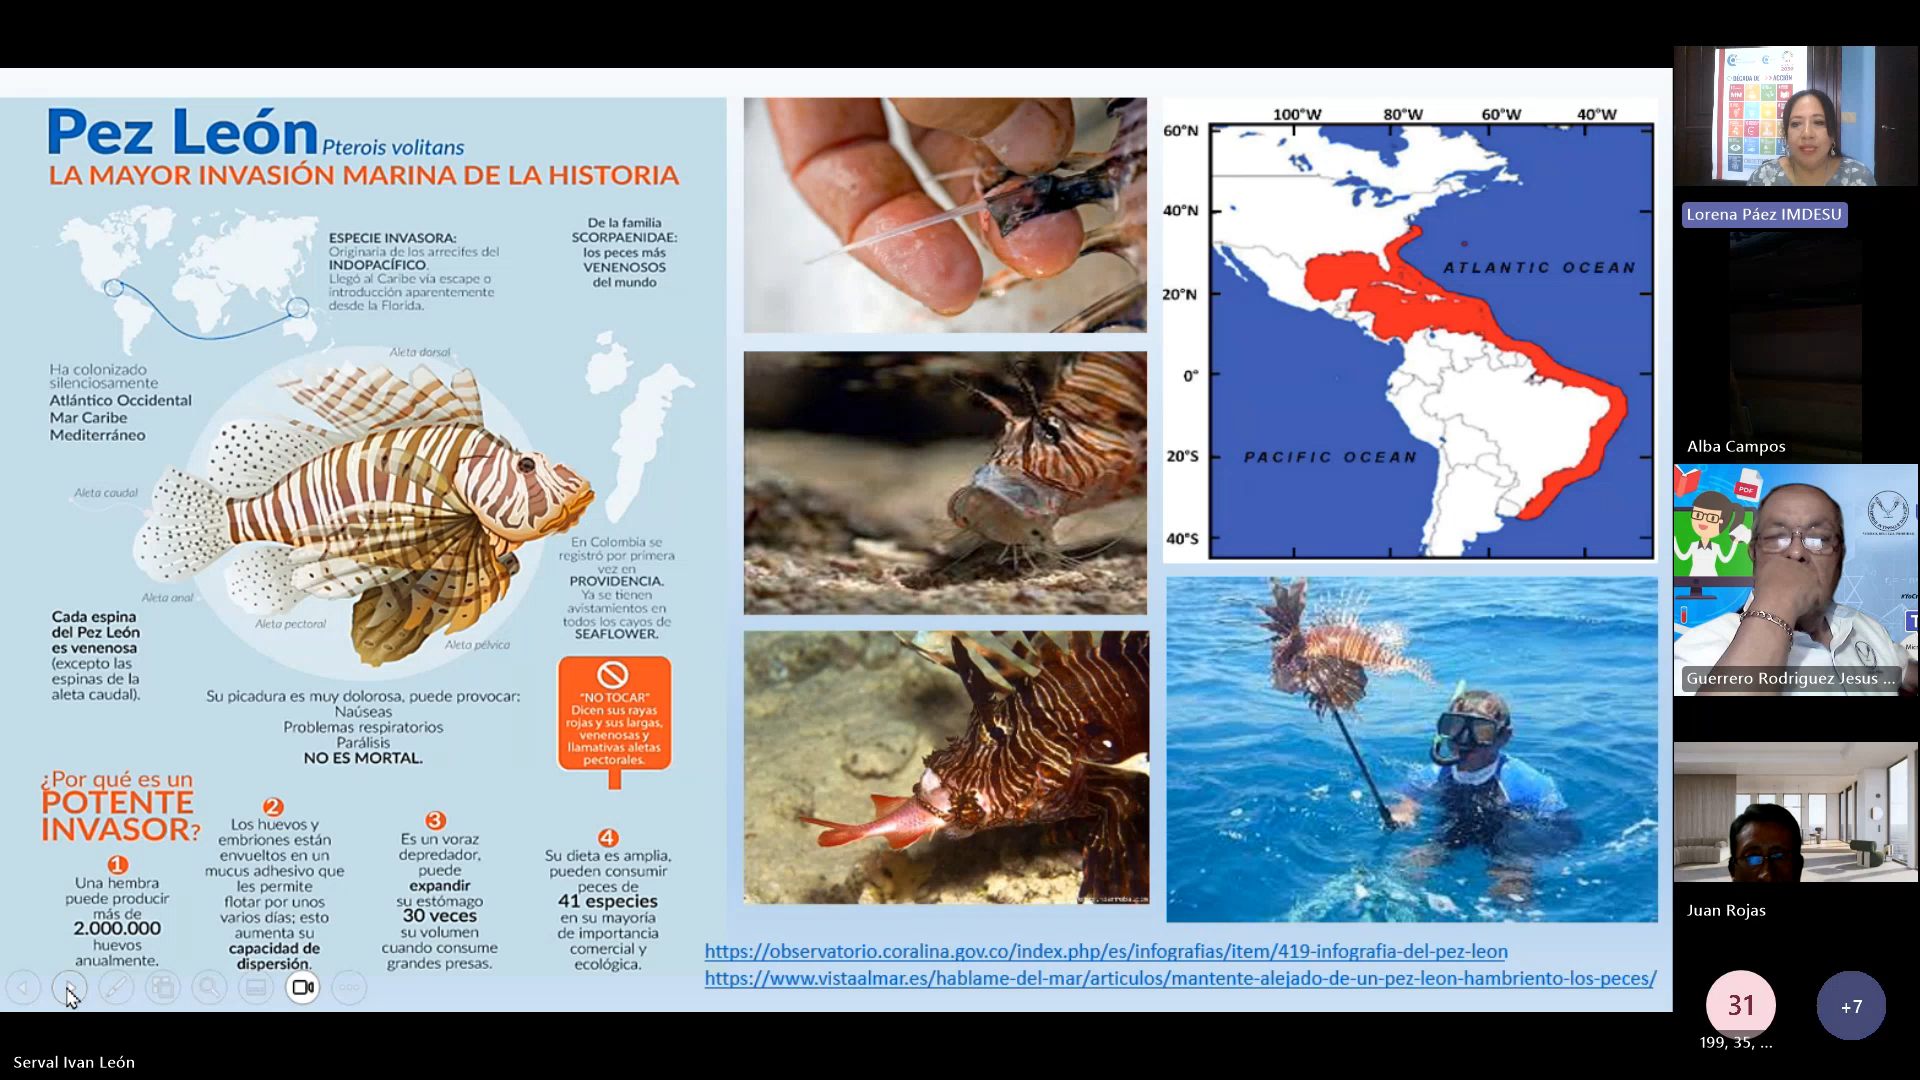 Pez León Pterois volitans
LA MAYOR INVASIÓN MARINA DE LA HISTORIA
ESPECIE INVASORA:
Originaria de los arrecifes del
INDOPACÍFICO.
Llegó al Caribe vía escape o
introducción aparentemente
desde la Florida.
De la familia
SCORPAENIDAE:
los peces más
VENENOSOS
del mundo
Ha colonizado
silenciosamente
Atlántico Occidental
Mar Caribe
Mediterráneo
Aleta dorsal
Aleta caudal
Aleta anal
Aleta pectoral
Aleta pélvica
En Colombia se
registró por primera
vez en
PROVIDENCIA.
Ya se tienen
avistamientos en
todos los cayos de
SEAFLOWER.
Cada espina
del Pez León
es venenosa
(excepto las
espinas de la
aleta caudal).
Su picadura es muy dolorosa, puede provocar:
Naúseas
Problemas respiratorios
Parálisis
NO ES MORTAL.
"NO TOCAR"
Dicen sus rayas
rojas y sus largas,
venenosas y
llamativas aletas
pectorales.
¿Por qué es un
POTENTE
INVASOR?
1
Una hembra
puede producir
más de
2.000.000
huevos
anualmente.
2
Los huevos y
embriones están
envueltos en un
mucus adhesivo que
les permite
flotar por unos
varios días; esto
aumenta su
capacidad de
dispersión.
3
Es un voraz
depredador,
puede
expandir
su estómago
30 veces
su volumen
cuando consume
grandes presas.
4
Su dieta es amplia,
pueden consumir
peces de
41 especies
en su mayoría
de importancia
comercial y
ecológica.
100°W 80°W 60°W 40°W
60°N
40°N
20°N
0°
20°S
40°S
ATLANTIC OCEAN
PACIFIC OCEAN
https://observatorio.coralina.gov.co/index.php/es/infografias/item/419-infografia-del-pez-leon
https://www.vistaalmar.es/hablame-del-mar/articulos/mantente-alejado-de-un-pez-leon-hambriento-los-peces/
DÉCADA DE ACCIÓN
Lorena Páez IMDESU
Alba Campos
PDF
Guerrero Rodriguez Jesus ...
Juan Rojas
31
+7
199, 35, ...
Serval Ivan León